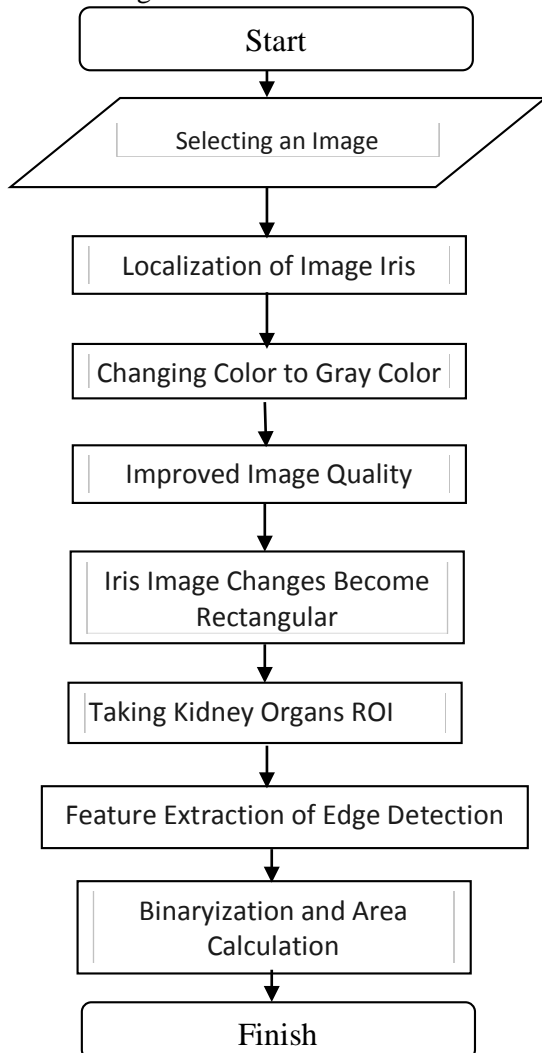 Start
Selecting an Image
Localization of Image Iris
Changing Color to Gray Color
Improved Image Quality
Iris Image Changes Become
Rectangular
Taking Kidney Organs ROI
Feature Extraction of Edge Detection
Binaryization and Area
Calculation
Finish